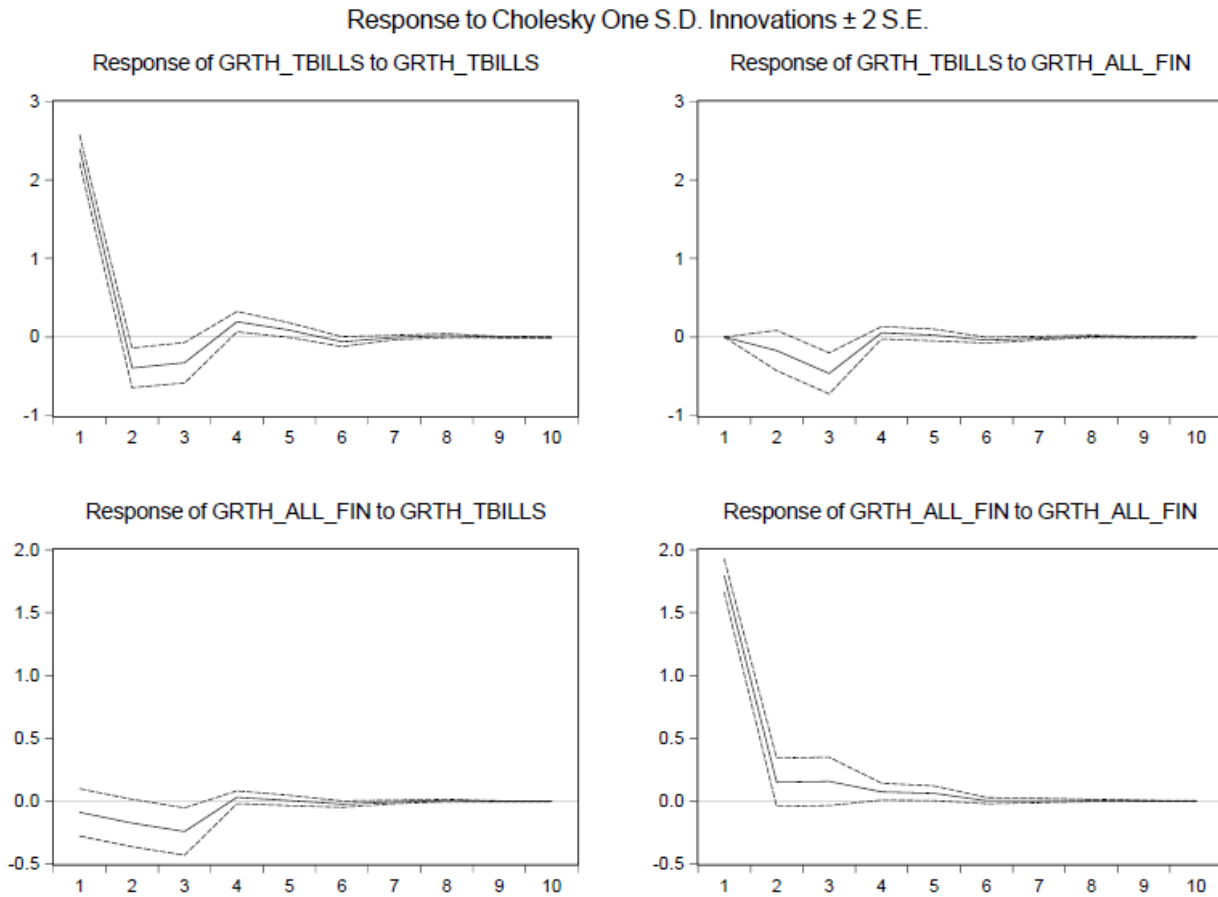 Response to Cholesky One S.D. Innovations ± 2 S.E.
Response of GRTH_TBILLS to GRTH_TBILLS
3
2
1
0
-1
1 2 3 4 5 6 7 8 9 10
Response of GRTH_TBILLS to GRTH_ALL_FIN
3
2
1
0
-1
1 2 3 4 5 6 7 8 9 10
Response of GRTH_ALL_FIN to GRTH_TBILLS
2.0
1.5
1.0
0.5
0.0
-0.5
1 2 3 4 5 6 7 8 9 10
Response of GRTH_ALL_FIN to GRTH_ALL_FIN
2.0
1.5
1.0
0.5
0.0
-0.5
1 2 3 4 5 6 7 8 9 10